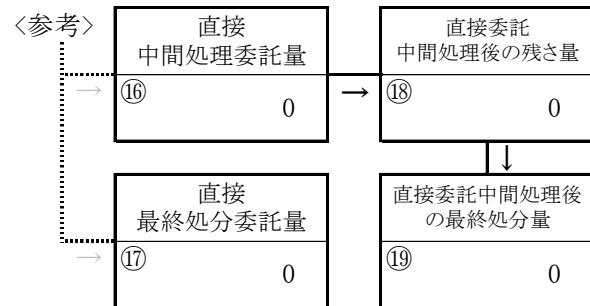 〈参考〉
直接
中間処理委託量
→
⑯
0
→
直接委託
中間処理後の残さ量
⑱
0
↓
直接
最終処分委託量
→
⑰
0
直接委託中間処理後
の最終処分量
⑲
0